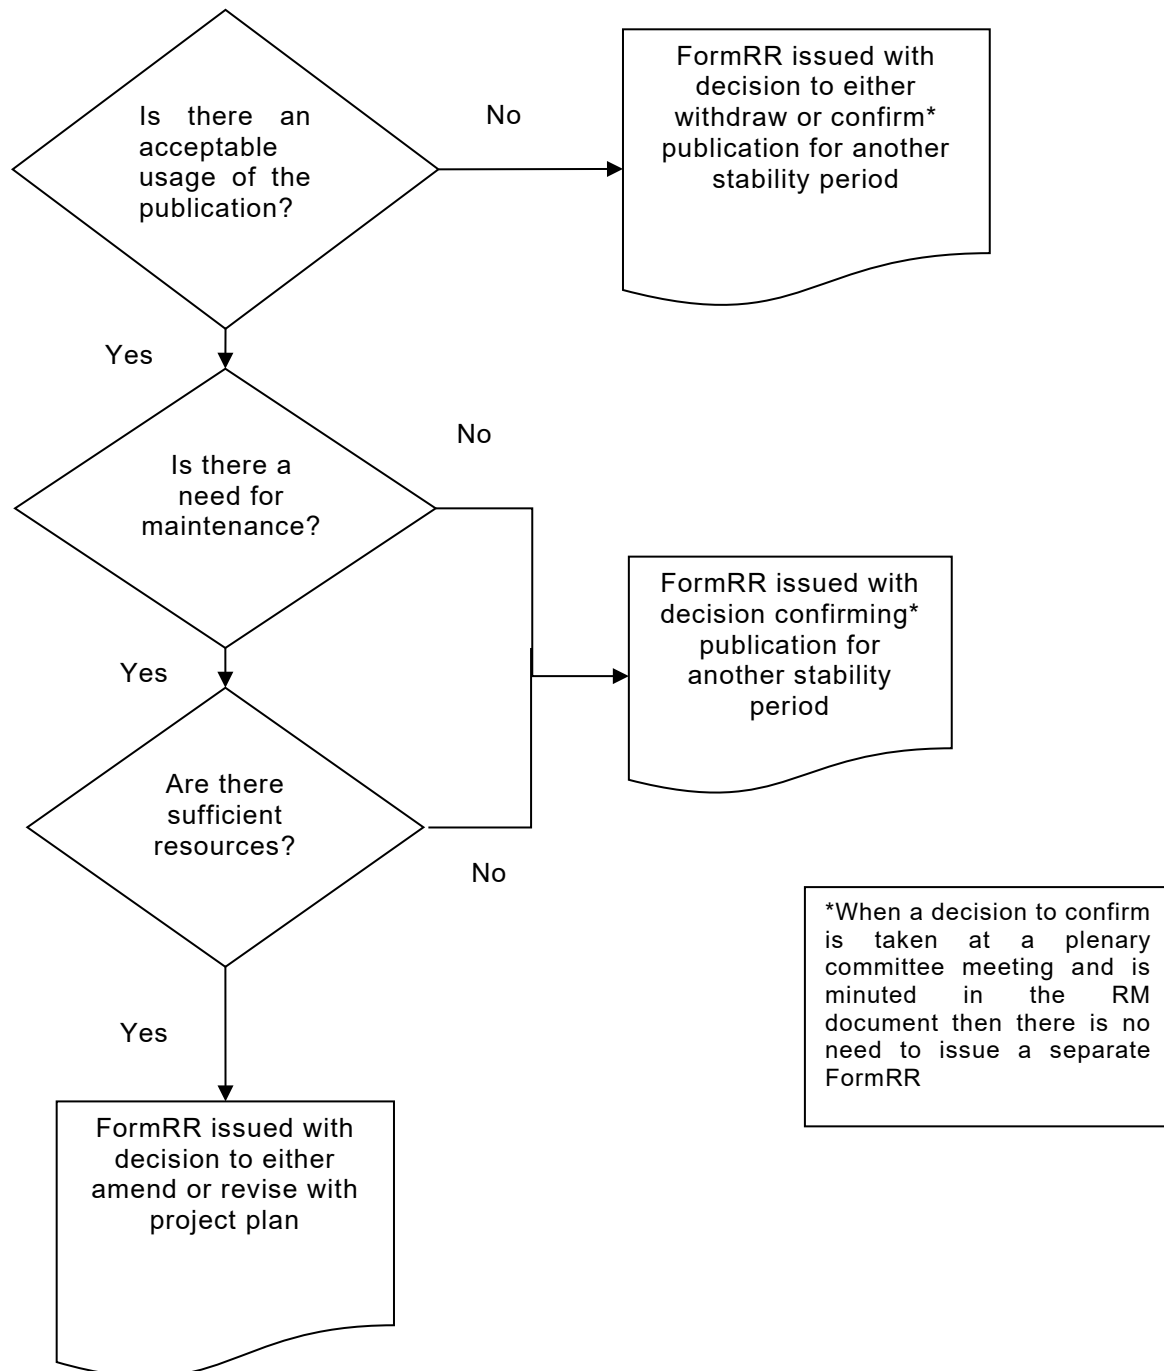 Is there an
acceptable
usage of the
publication?
No
FormRR issued with
decision to either
withdraw or confirm*
publication for another
stability period
Yes
Is there a
need for
maintenance?
No
FormRR issued with
decision confirming*
publication for
another stability
period
Yes
Are there
sufficient
resources?
No
*When a decision to confirm
is taken at a plenary
committee meeting and is
minuted in the RM
document then there is no
need to issue a separate
FormRR
Yes
FormRR issued with
decision to either
amend or revise with
project plan